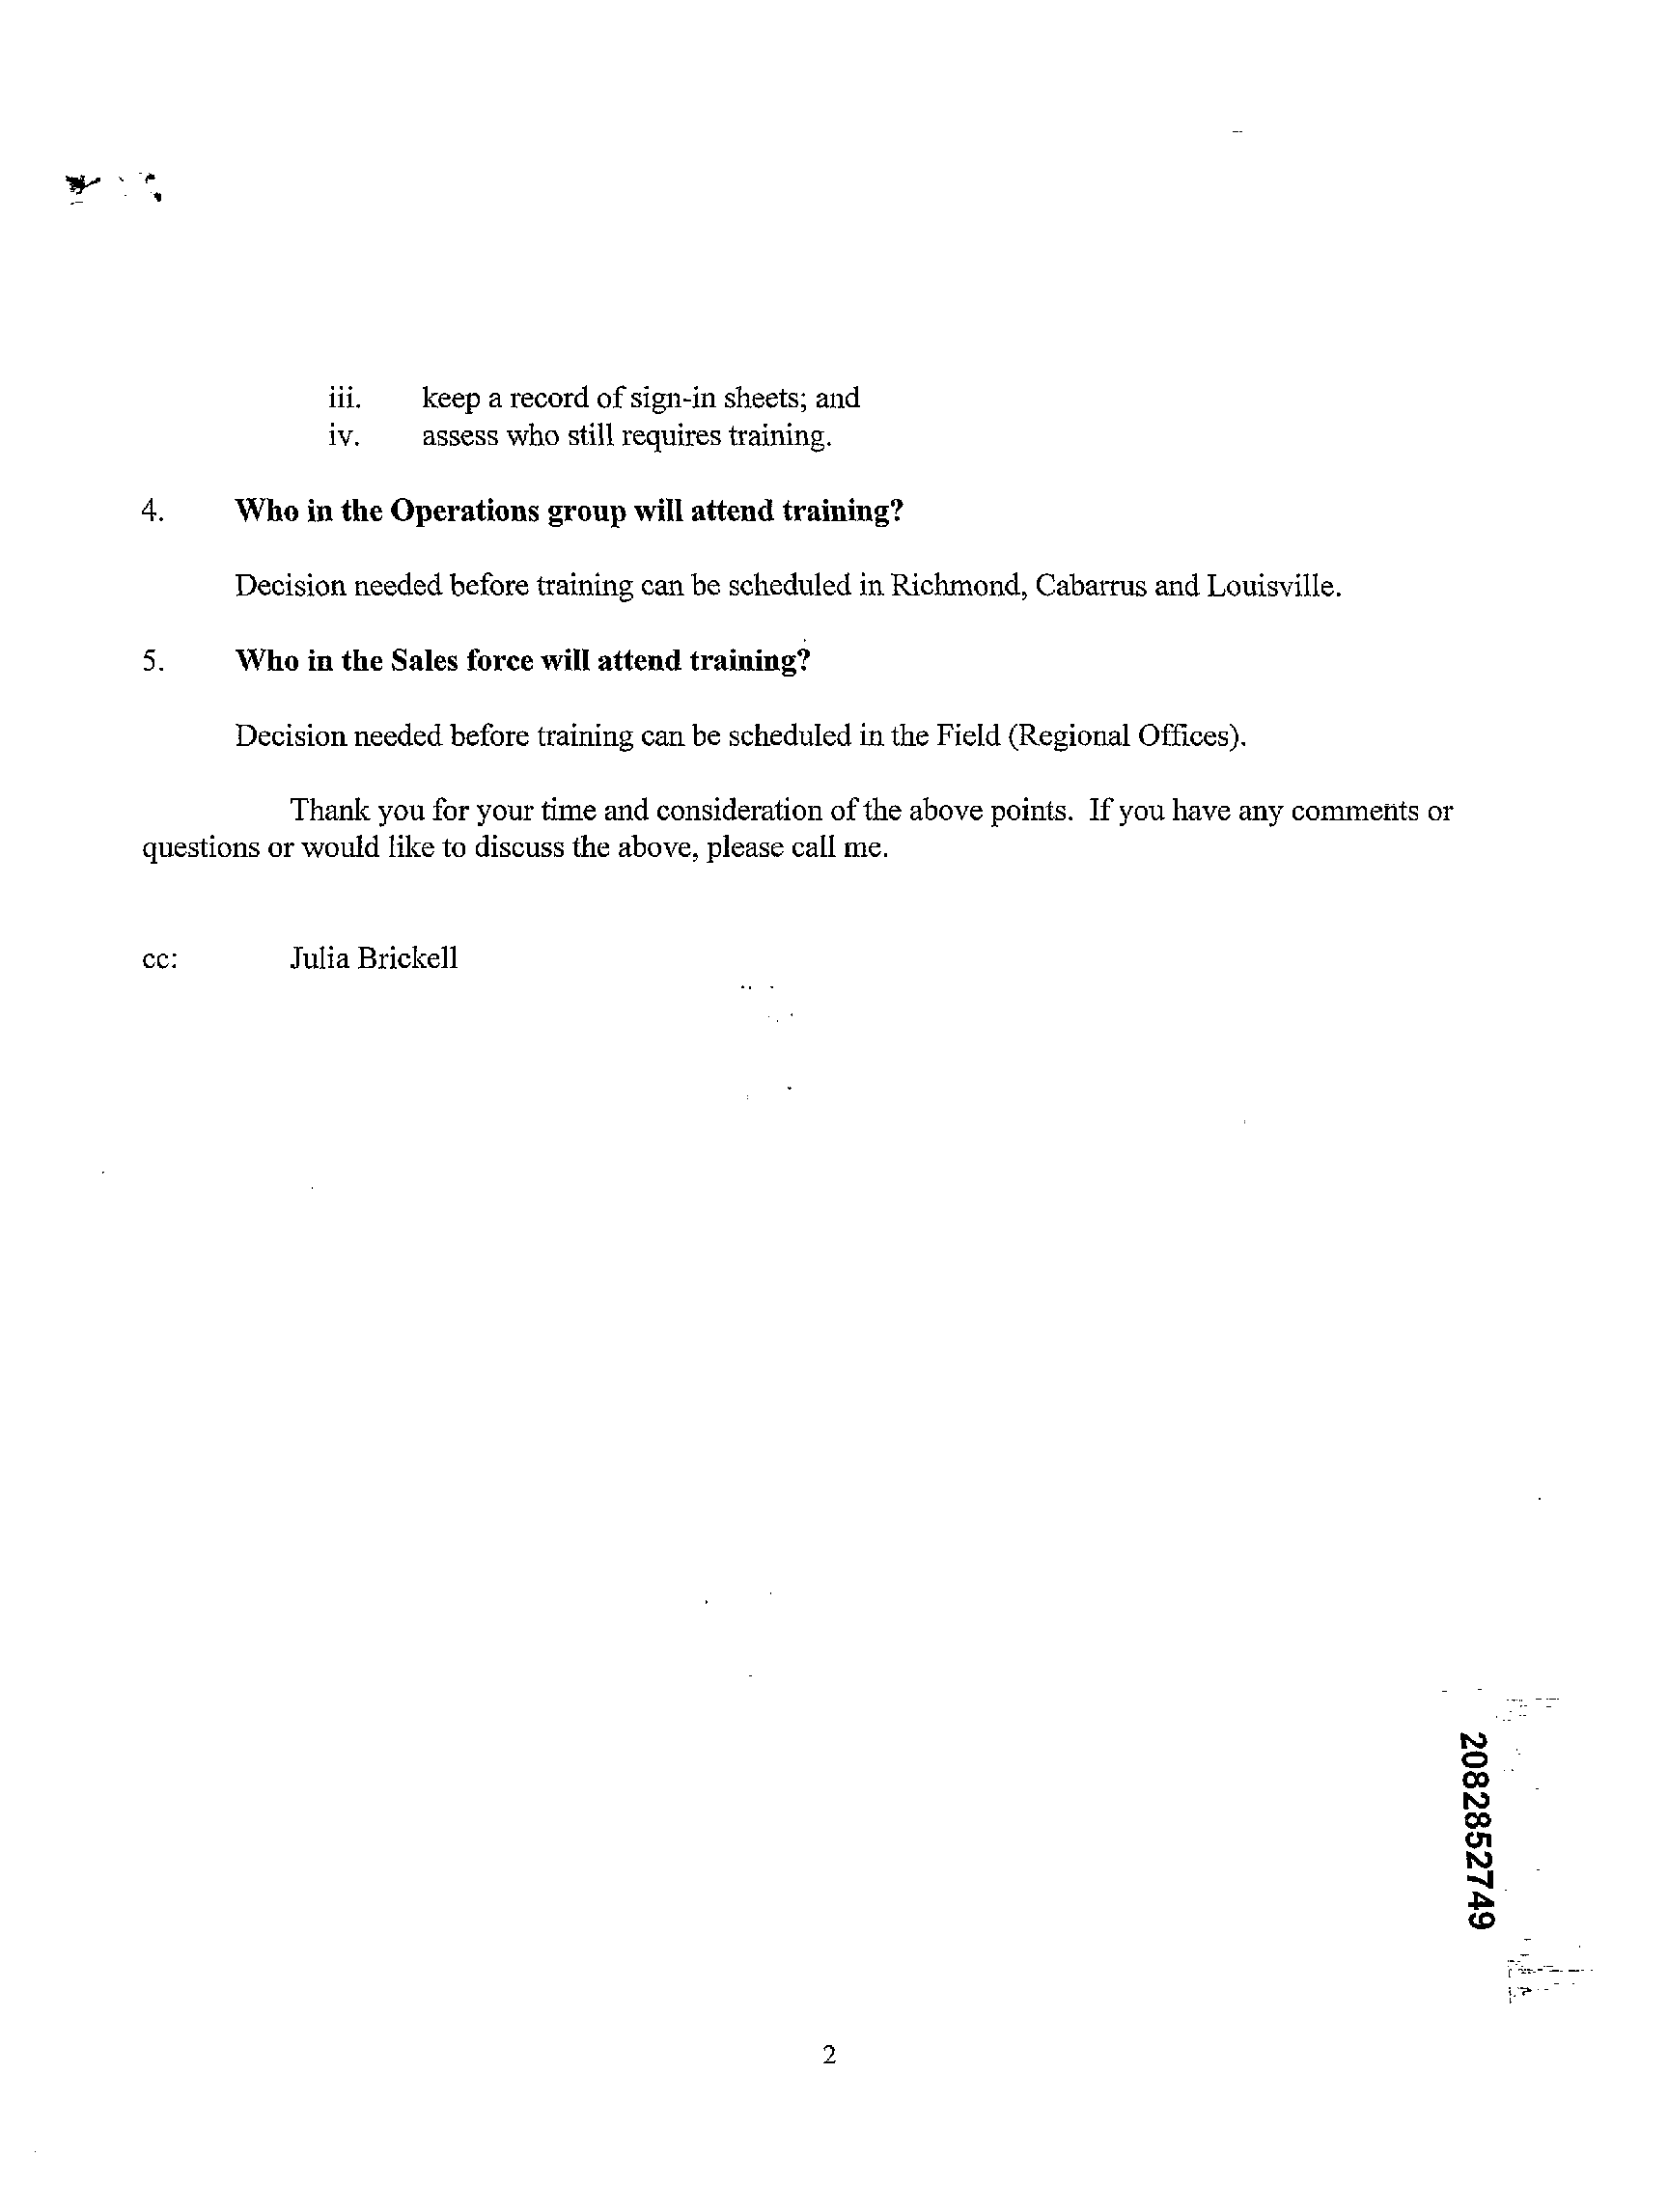 iii. keep a record of sign-in sheets; and
iv. assess who still requires training.
4. Who in the Operations group will attend training?
Decision needed before training can be scheduled in Richmond, Cabarrus and Louisville.
5. Who in the Sales force will attend training?
Decision needed before training can be scheduled in the Field (Regional Offices).
Thank you for your time and consideration of the above points. If you have any comments or
questions or would like to discuss the above, please call me.
cc: Julia Brickell
2082852749
2